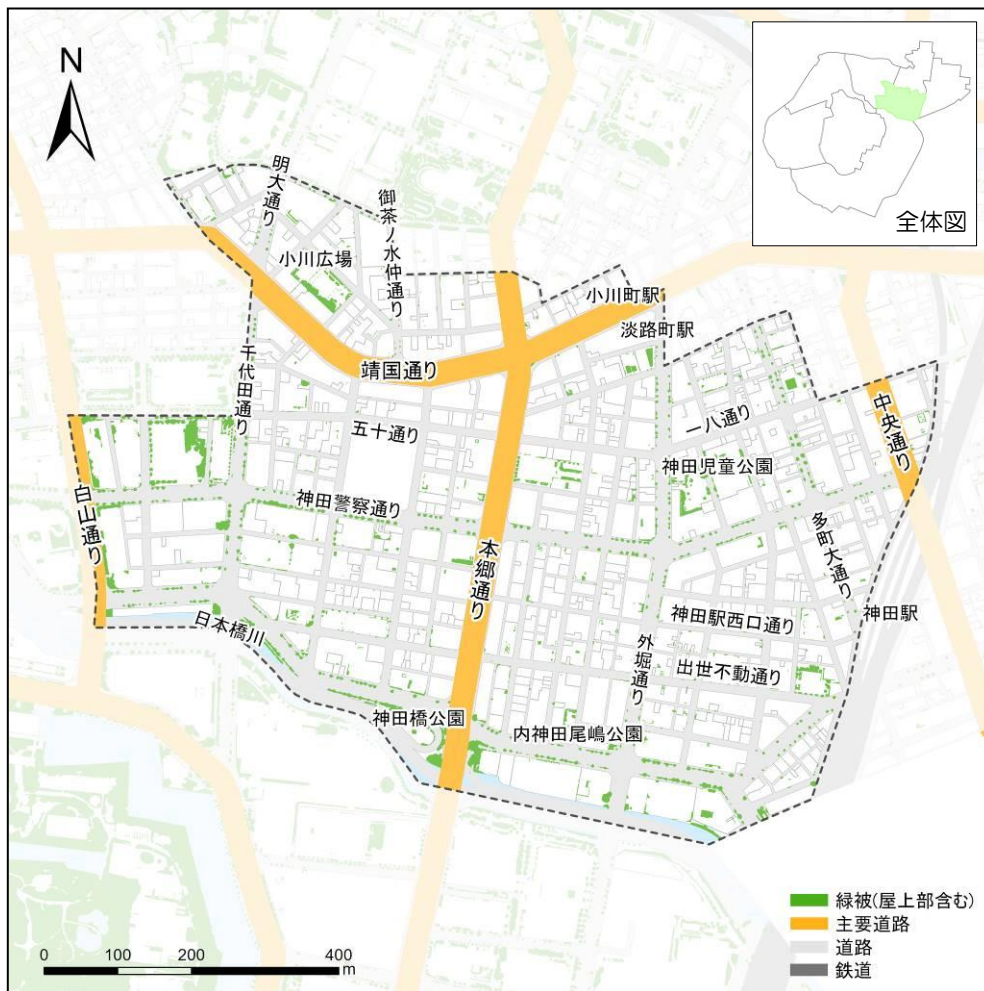 N
全体図
明大通り
御茶ノ水仲通り
小川広場
小川町駅
淡路町駅
千代田通り
靖国通り
五十通り
一八通り
中央通り
神田児童公園
白山通り
神田警察通り
本郷通り
多町大通り
神田駅西口通り
神田駅
日本橋川
外堀通り
出世不動通り
神田橋公園
内神田尾嶋公園
緑被(屋上部含む)
主要道路
道路
鉄道
0 100 200 400
m